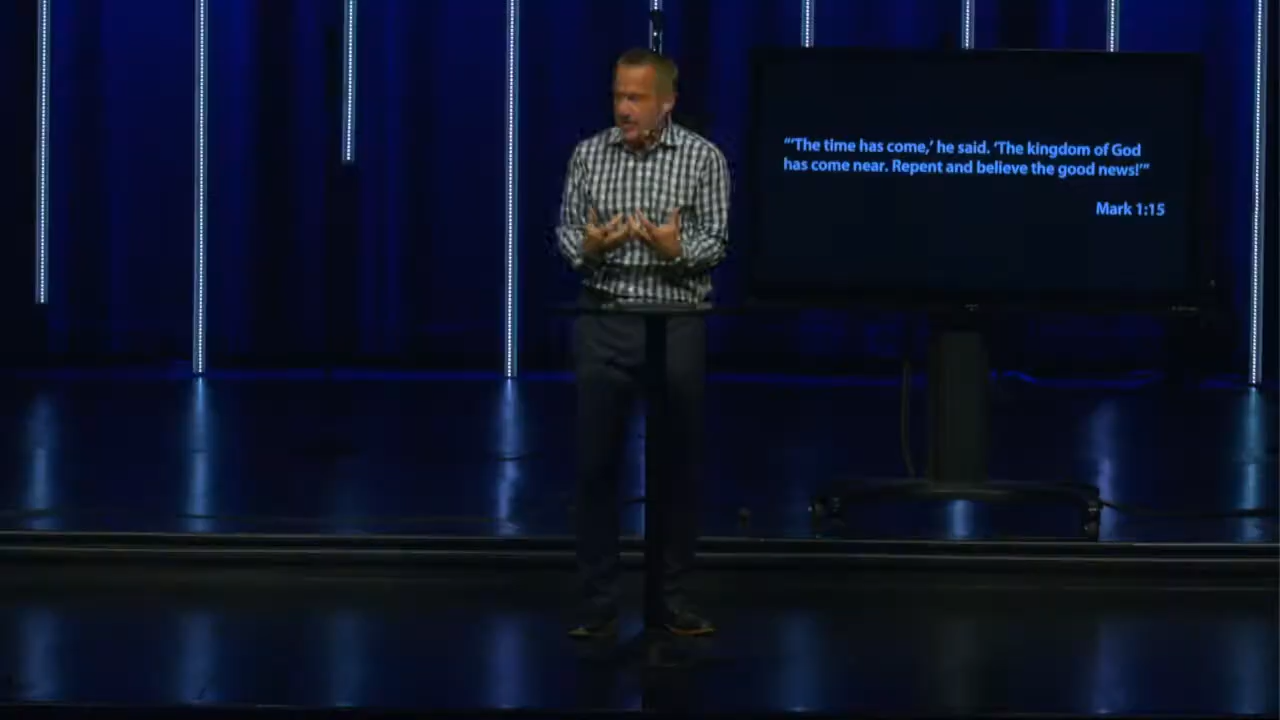 “‘The time has come,’ he said. ‘The kingdom of God
has come near. Repent and believe the good news!’”
Mark 1:15